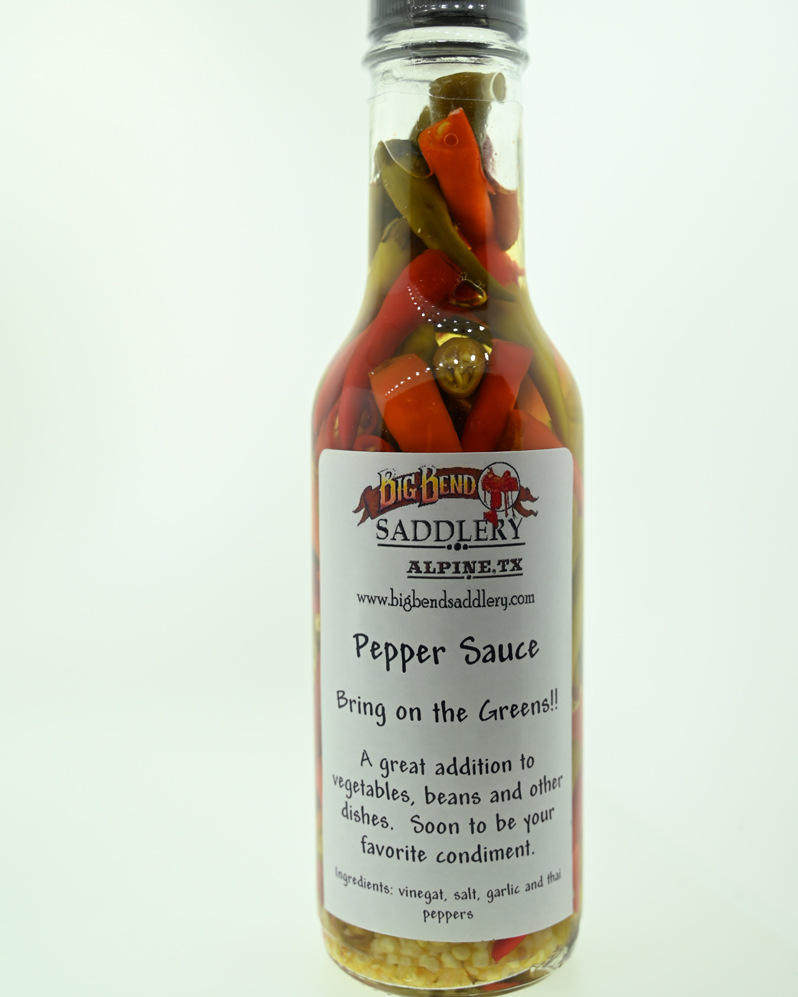 BIG BEND
SADDLERY
ALPINE, TX
www.bigbendsaddlery.com
Pepper Sauce
Bring on the Greens!!
A great addition to
vegetables, beans and other
dishes. Soon to be your
favorite condiment.
Ingredients: vinegat, salt, garlic and thai
peppers